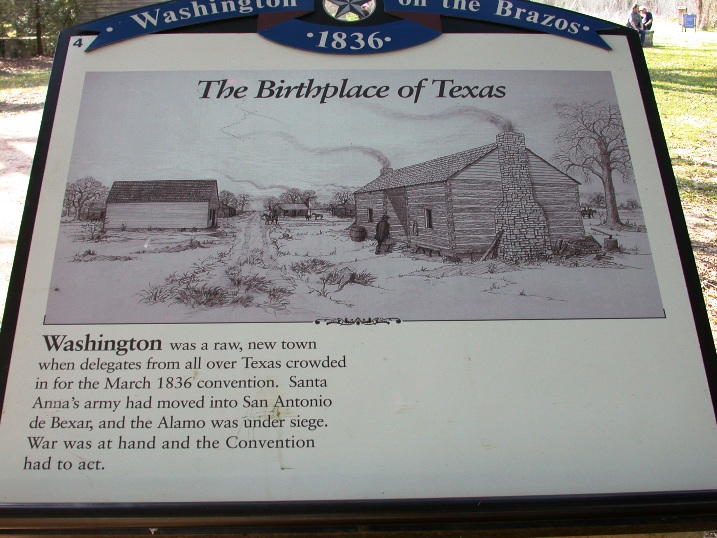 Washington on the Brazos
1836
4
The Birthplace of Texas
Washington was a raw, new town
when delegates from all over Texas crowded
in for the March 1836 convention. Santa
Anna's army had moved into San Antonio
de Bexar, and the Alamo was under siege.
War was at hand and the Convention
had to act.